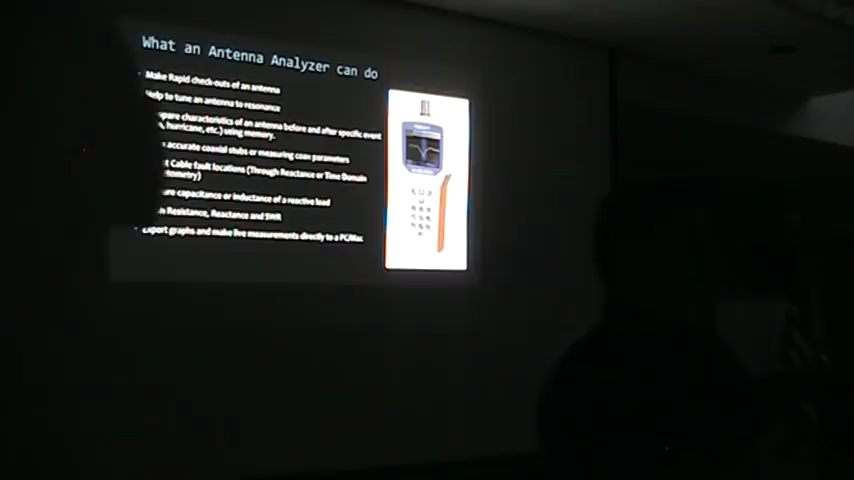 What an Antenna Analyzer can do
Make Rapid check-outs of an antenna
Help to tune an antenna to resonance
pare characteristics of an antenna before and after specific event
, hurricane, etc.) using memory.
accurate coaxial stubs or measuring coax parameters
t Cable fault locations (Through Reactance or Time Domain
tometry)
ure capacitance or inductance of a reactive load
h Resistance, Reactance and SWR
Export graphs and make live measurements directly to a PC/Mac